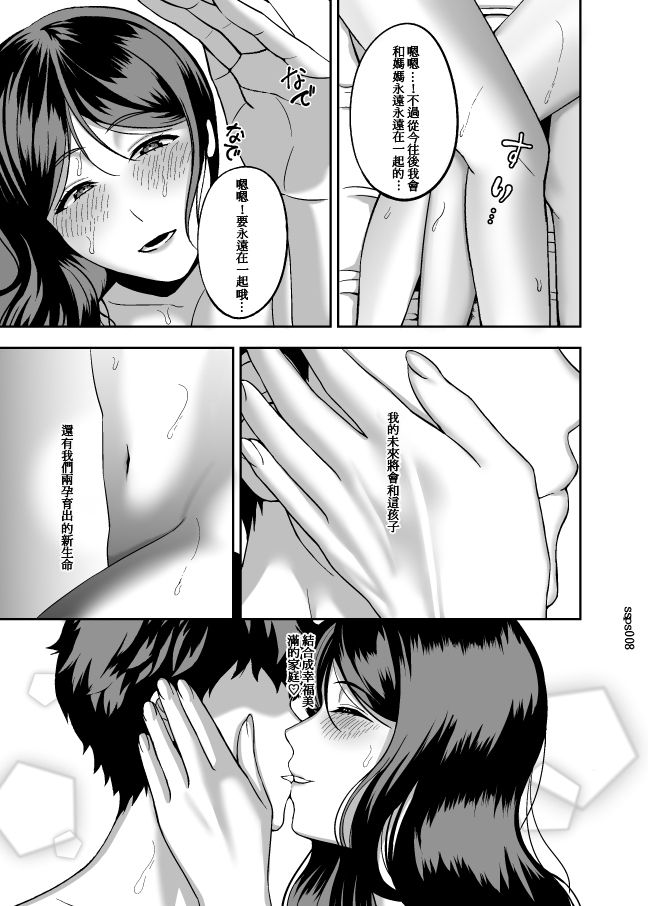 嗯嗯…！不過從今往後我會
和媽媽永遠永遠在一起的…
すり…
なで
なで
嗯嗯！要永遠在一起哦…
我的未來將會和這孩子
還有我們兩孕育出的新生命
結合成幸福美
滿的家庭♡
ssps008